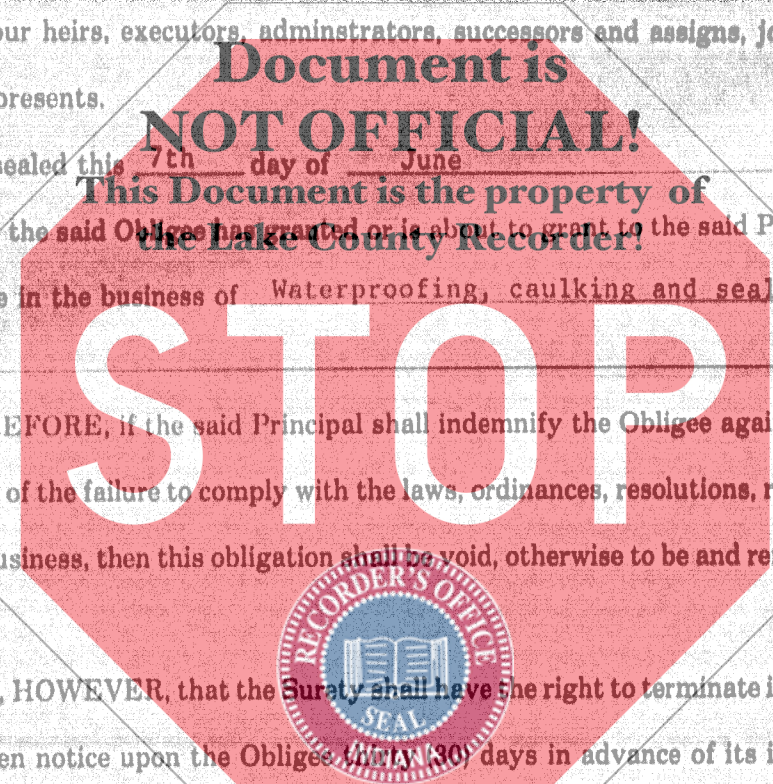 our heirs, executors, adminstrators, successors and assigns, jo
Document is
presents.
NOT OFFICIAL!
sealed this 7th day of June
This Document is the property of
the said Obligee has granted or is about to grant to the said P
the Lake County Recorder!
e in the business of Waterproofing, caulking and seal
STOP
EFORE, if the said Principal shall indemnify the Obligee agai
of the failure to comply with the laws, ordinances, resolutions, r
usiness, then this obligation shall be void, otherwise to be and re
RECORDER'S OFFICE
SEAL
INDIANA
, HOWEVER, that the Surety shall have the right to terminate i
en notice upon the Obligee thirty (30) days in advance of its i